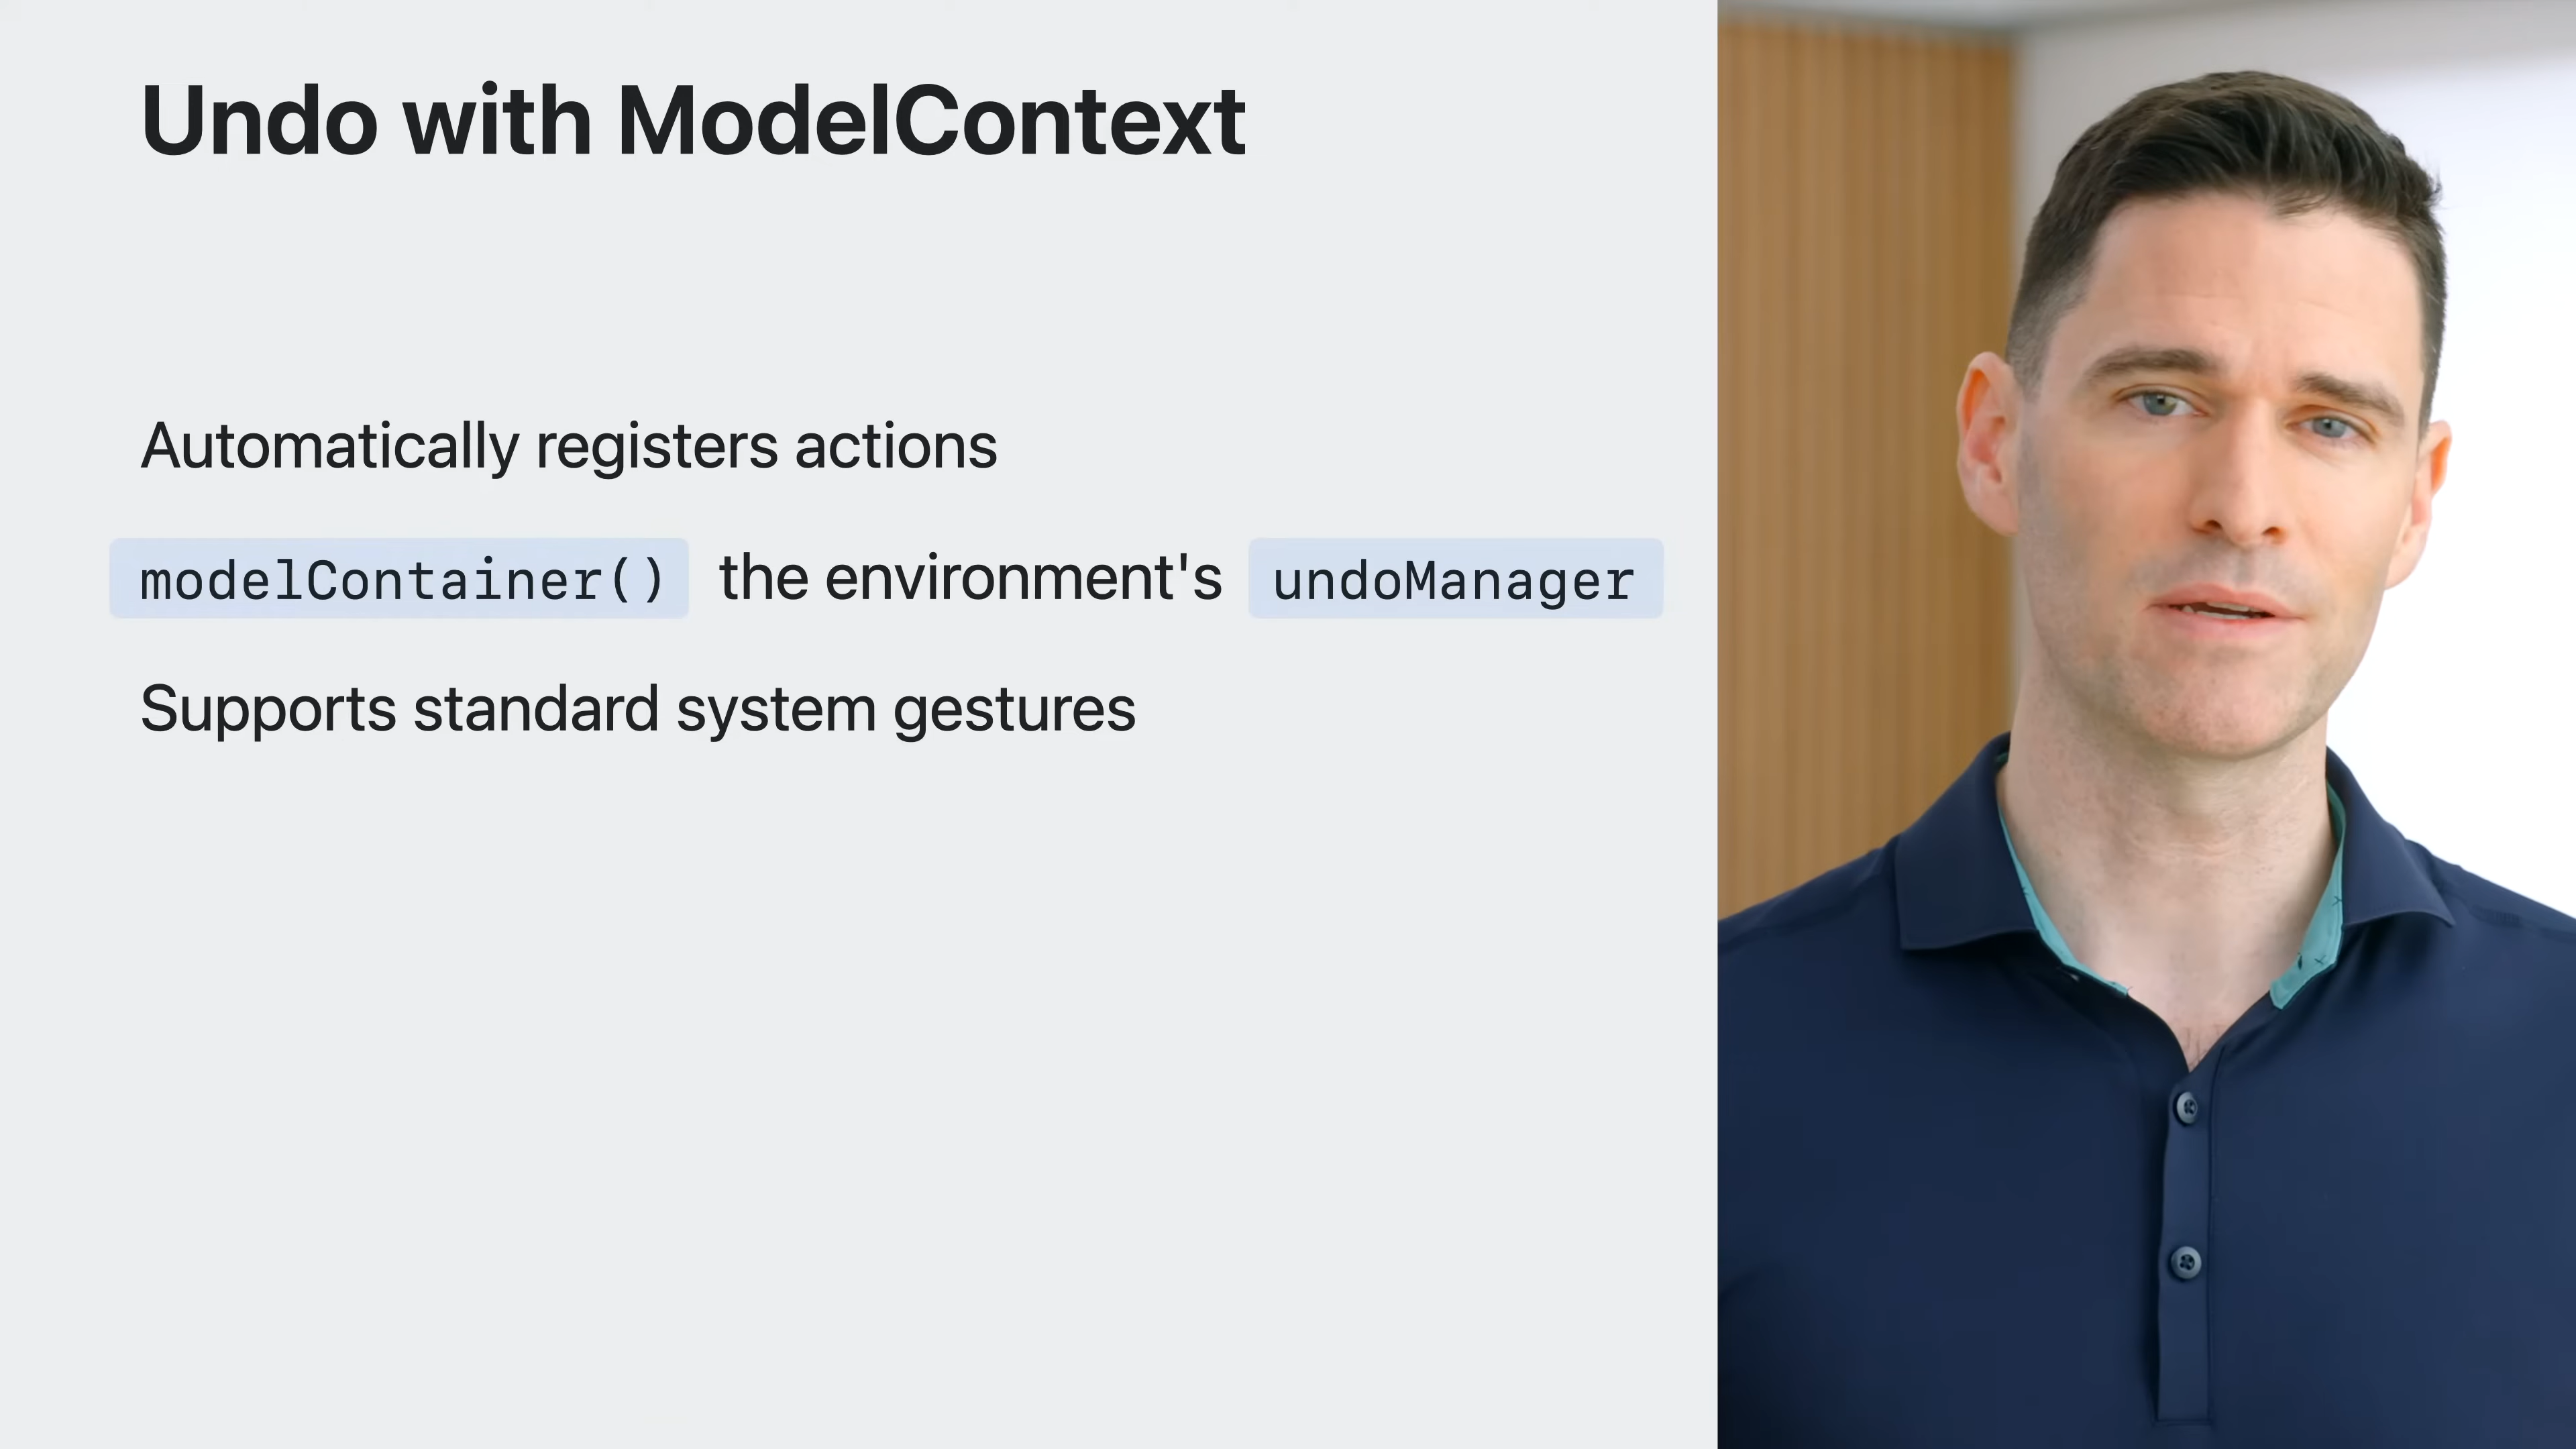 Undo with ModelContext
Automatically registers actions
modelContainer() the environment's undoManager
Supports standard system gestures